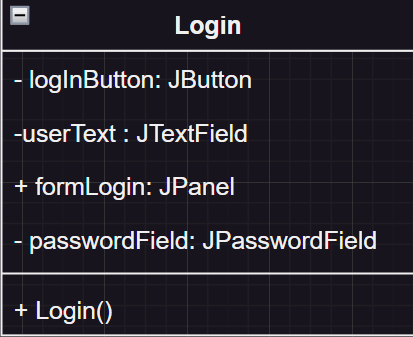 Login
- logInButton: JButton
-userText : JTextField
+ formLogin: JPanel
- passwordField: JPasswordField
+ Login()